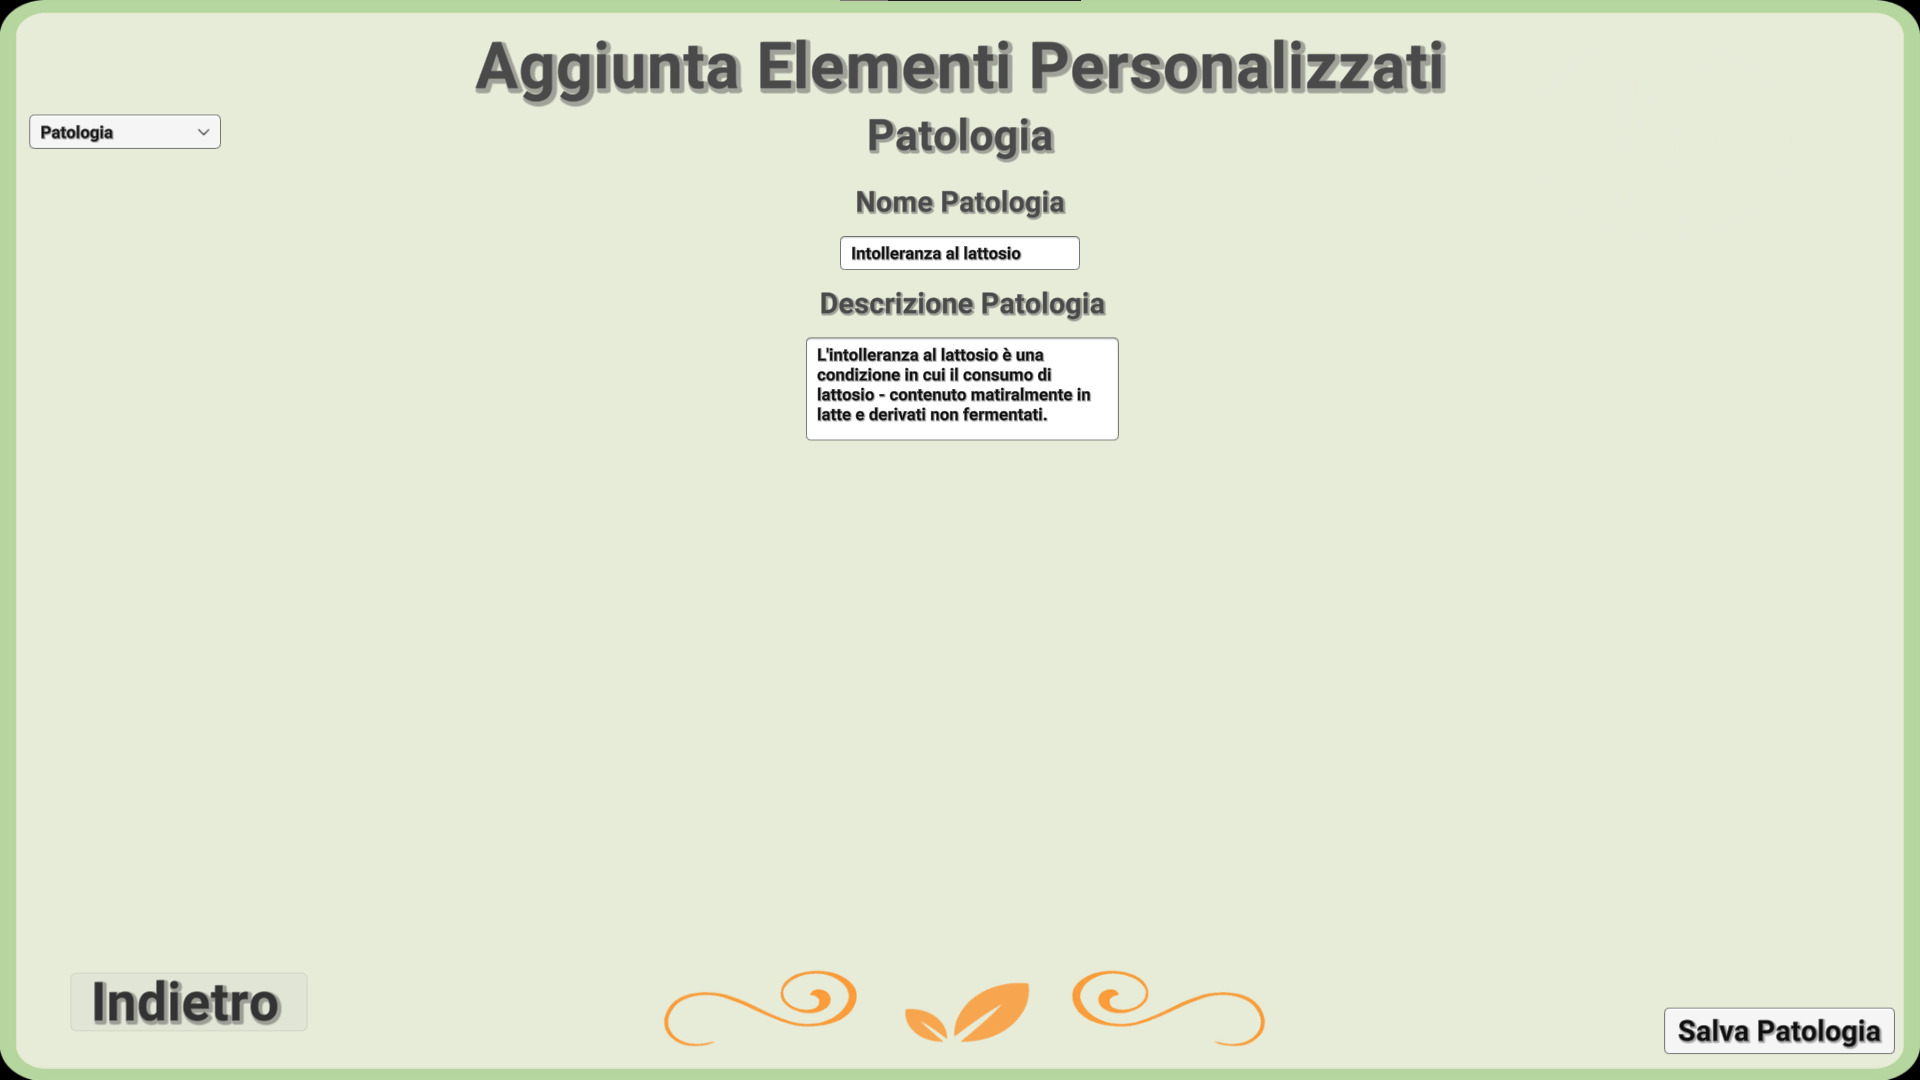 Aggiunta Elementi Personalizzati
Patologia
Patologia
Nome Patologia
Intolleranza al lattosio
Descrizione Patologia
L'intolleranza al lattosio è una
condizione in cui il consumo di
lattosio - contenuto matiralmente in
latte e derivati non fermentati.
Indietro
Salva Patologia